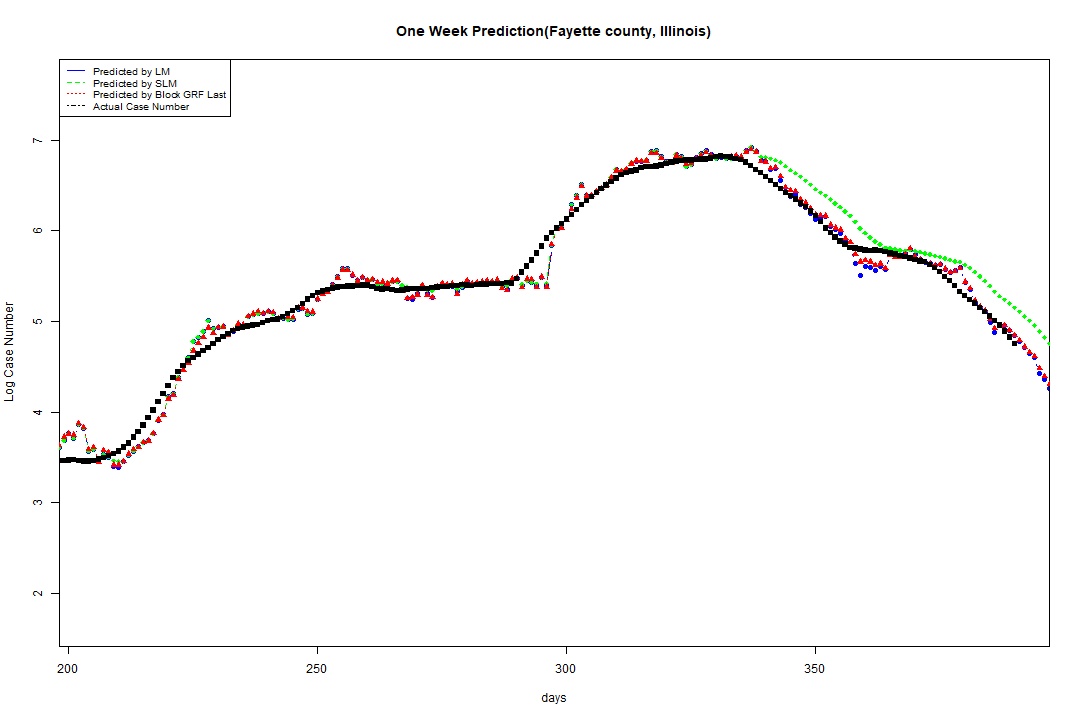 One Week Prediction(Fayette county, Illinois)
Predicted by LM
Predicted by SLM
Predicted by Block GRF Last
Actual Case Number
7
6
5
4
3
2
Log Case Number
200
250
300
350
days